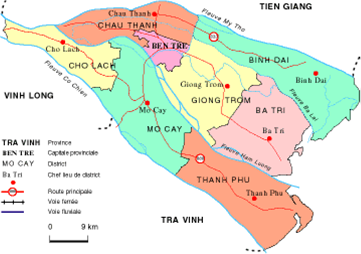 TIEN GIANG
Fleuve My Tho
Chau Thanh
CHAU THANH
BEN TRE
Cho Lach
CHO LACH
BINH DAI
Binh Dai
Giong Trom
GIONG TROM
Fleuve Co Chien
Fleuve Ba Lai
VINH LONG
BA TRI
Ba Tri
Mo Cay
MO CAY
Fleuve Ham Luong
THANH PHU
Thanh Phu
TRA VINH
TRA VINH Province
BEN TRE Capitale provinciale
MO CAY District
Ba Tri Chef lieu de district
Route principale
Voie ferrée
Voie fluviale
0 9 km